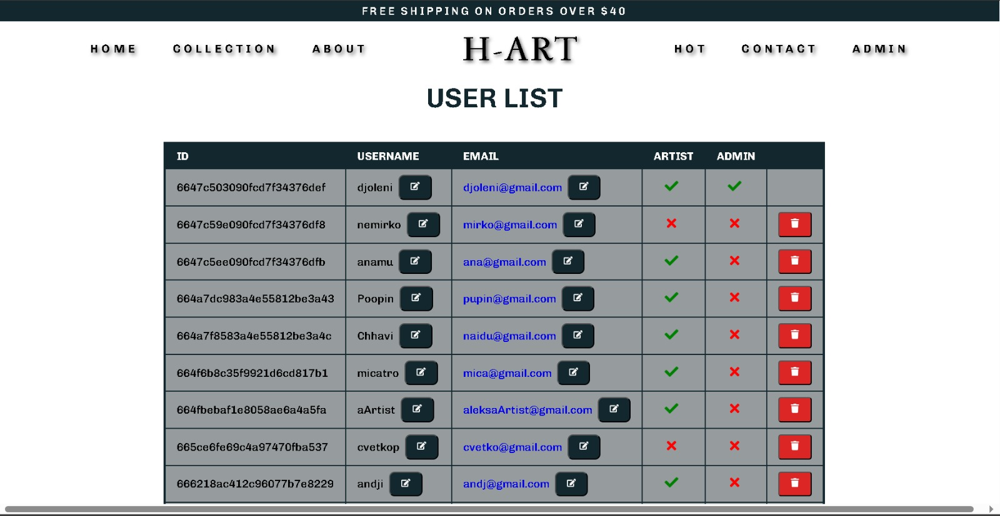 FREE SHIPPING ON ORDERS OVER $40
HOME COLLECTION ABOUT H-ART HOT CONTACT ADMIN
USER LIST
ID USERNAME EMAIL ARTIST ADMIN
6647c503090fcd7f34376def djoleni djoleni@gmail.com
6647c59e090fcd7f34376df8 nemirko mirko@gmail.com
6647c5ee090fcd7f34376dfb anamu ana@gmail.com
664a7dc983a4e55812be3a43 Poopin pupin@gmail.com
664a7f8583a4e55812be3a4c Chhavi naidu@gmail.com
664f6b8c35f9921d6cd817b1 micatro mica@gmail.com
664fbebaf1e8058ae6a4a5fa aArtist aleksaArtist@gmail.com
665ce6fe69c4a97470fba537 cvetkop cvetko@gmail.com
666218ac412c96077b7e8229 andji andj@gmail.com